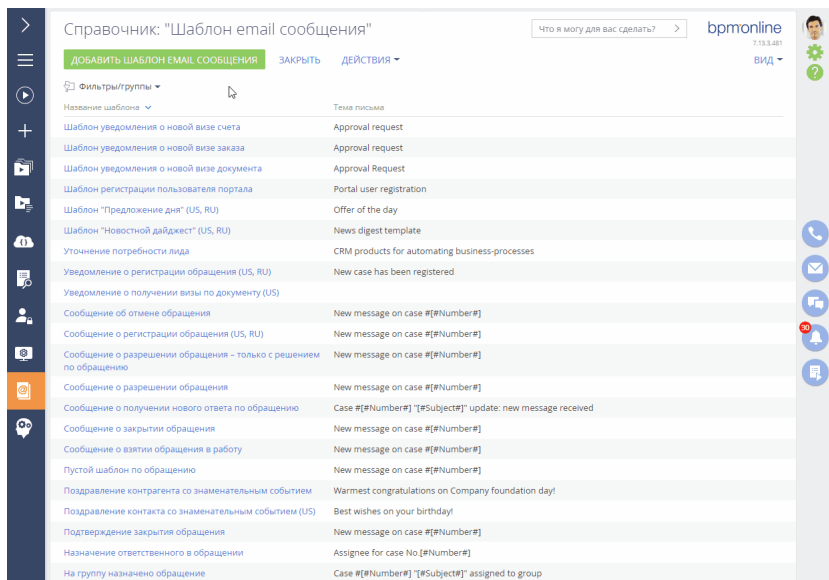 Справочник: "Шаблон email сообщения"
Что я могу для вас сделать?
bpmonline
7.13.3.481
ДОБАВИТЬ ШАБЛОН EMAIL СООБЩЕНИЯ ЗАКРЫТЬ ДЕЙСТВИЯ ВИД
Фильтры/группы
Название шаблона Тема письма
Шаблон уведомления о новой визе счета Approval request
Шаблон уведомления о новой визе заказа Approval request
Шаблон уведомления о новой визе документа Approval Request
Шаблон регистрации пользователя портала Portal user registration
Шаблон "Предложение дня" (US, RU) Offer of the day
Шаблон "Новостной дайджест" (US, RU) News digest template
Уточнение потребности лида CRM products for automating business-processes
Уведомление о регистрации обращения (US, RU) New case has been registered
Уведомление о получении визы по документу (US)
Сообщение об отмене обращения New message on case #[#Number#]
Сообщение о регистрации обращения (US, RU) New message on case #[#Number#]
Сообщение о разрешении обращения – только с решением New message on case #[#Number#]
по обращению
Сообщение о разрешении обращения New message on case #[#Number#]
Сообщение о получении нового ответа по обращению Case #[#Number#] "[#Subject#]" update: new message received
Сообщение о закрытии обращения New message on case #[#Number#]
Сообщение о взятии обращения в работу New message on case #[#Number#]
Пустой шаблон по обращению New message on case #[#Number#]
Поздравление контрагента со знаменательным событием Warmest congratulations on Company foundation day!
Поздравление контакта со знаменательным событием (US) Best wishes on your birthday!
Подтверждение закрытия обращения New message on case #[#Number#]
Назначение ответственного в обращении Assignee for case No.[#Number#]
На группу назначено обращение Case #[#Number#] "[#Subject#]" assigned to group
30